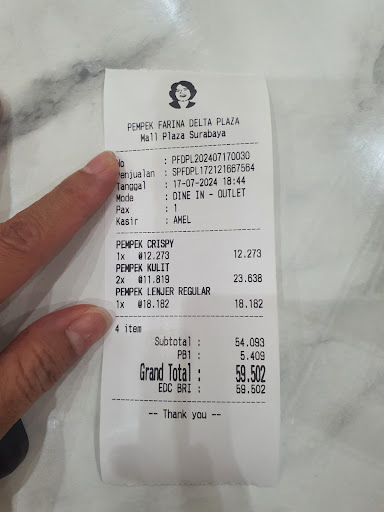 PEMPEK FARINA DELTA PLAZA
Mall Plaza Surabaya
No : PFDPL202407170030
Penjualan : SPFDPL172121667564
Tanggal : 17-07-2024 18:44
Mode : DINE IN - OUTLET
Pax : 1
Kasir : AMEL
PEMPEK CRISPY
1x @12.273 12.273
PEMPEK KULIT
2x @11.819 23.638
PEMPEK LENJER REGULAR
1x @18.182 18.182
4 item
Subtotal : 54.093
PB1 : 5.409
Grand Total : 59.502
EDC BRI : 59.502
-- Thank you --